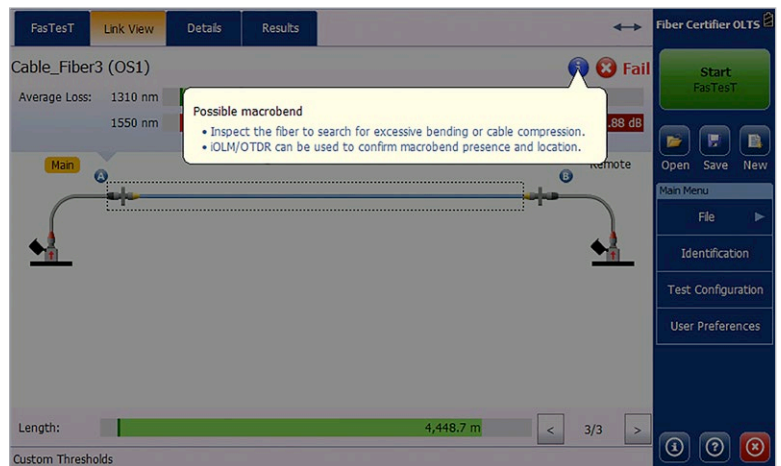 FasTesT
Link View
Details
Results
Fiber Certifier OLTS
Cable_Fiber3 (OS1)
Fail
Average Loss:
1310 nm
1550 nm
.88 dB
Possible macrobend
• Inspect the fiber to search for excessive bending or cable compression.
• iOLM/OTDR can be used to confirm macrobend presence and location.
Start
FasTesT
Open
Save
New
Main
A
B
Main Menu
File
Identification
Test Configuration
User Preferences
Length:
4,448.7 m
<
3/3
>
Custom Thresholds